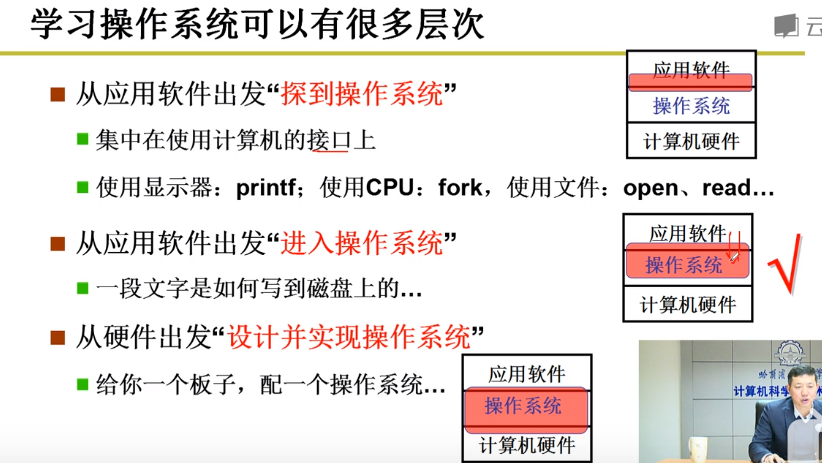 学习操作系统可以有很多层次
云
从应用软件出发“探到操作系统”
集中在使用计算机的接口上
使用显示器：printf；使用CPU：fork，使用文件：open、read…
应用软件
操作系统
计算机硬件
从应用软件出发“进入操作系统”
一段文字是如何写到磁盘上的…
应用软件
操作系统
计算机硬件
从硬件出发“设计并实现操作系统”
给你一个板子，配一个操作系统…
应用软件
操作系统
计算机硬件
计算机科学